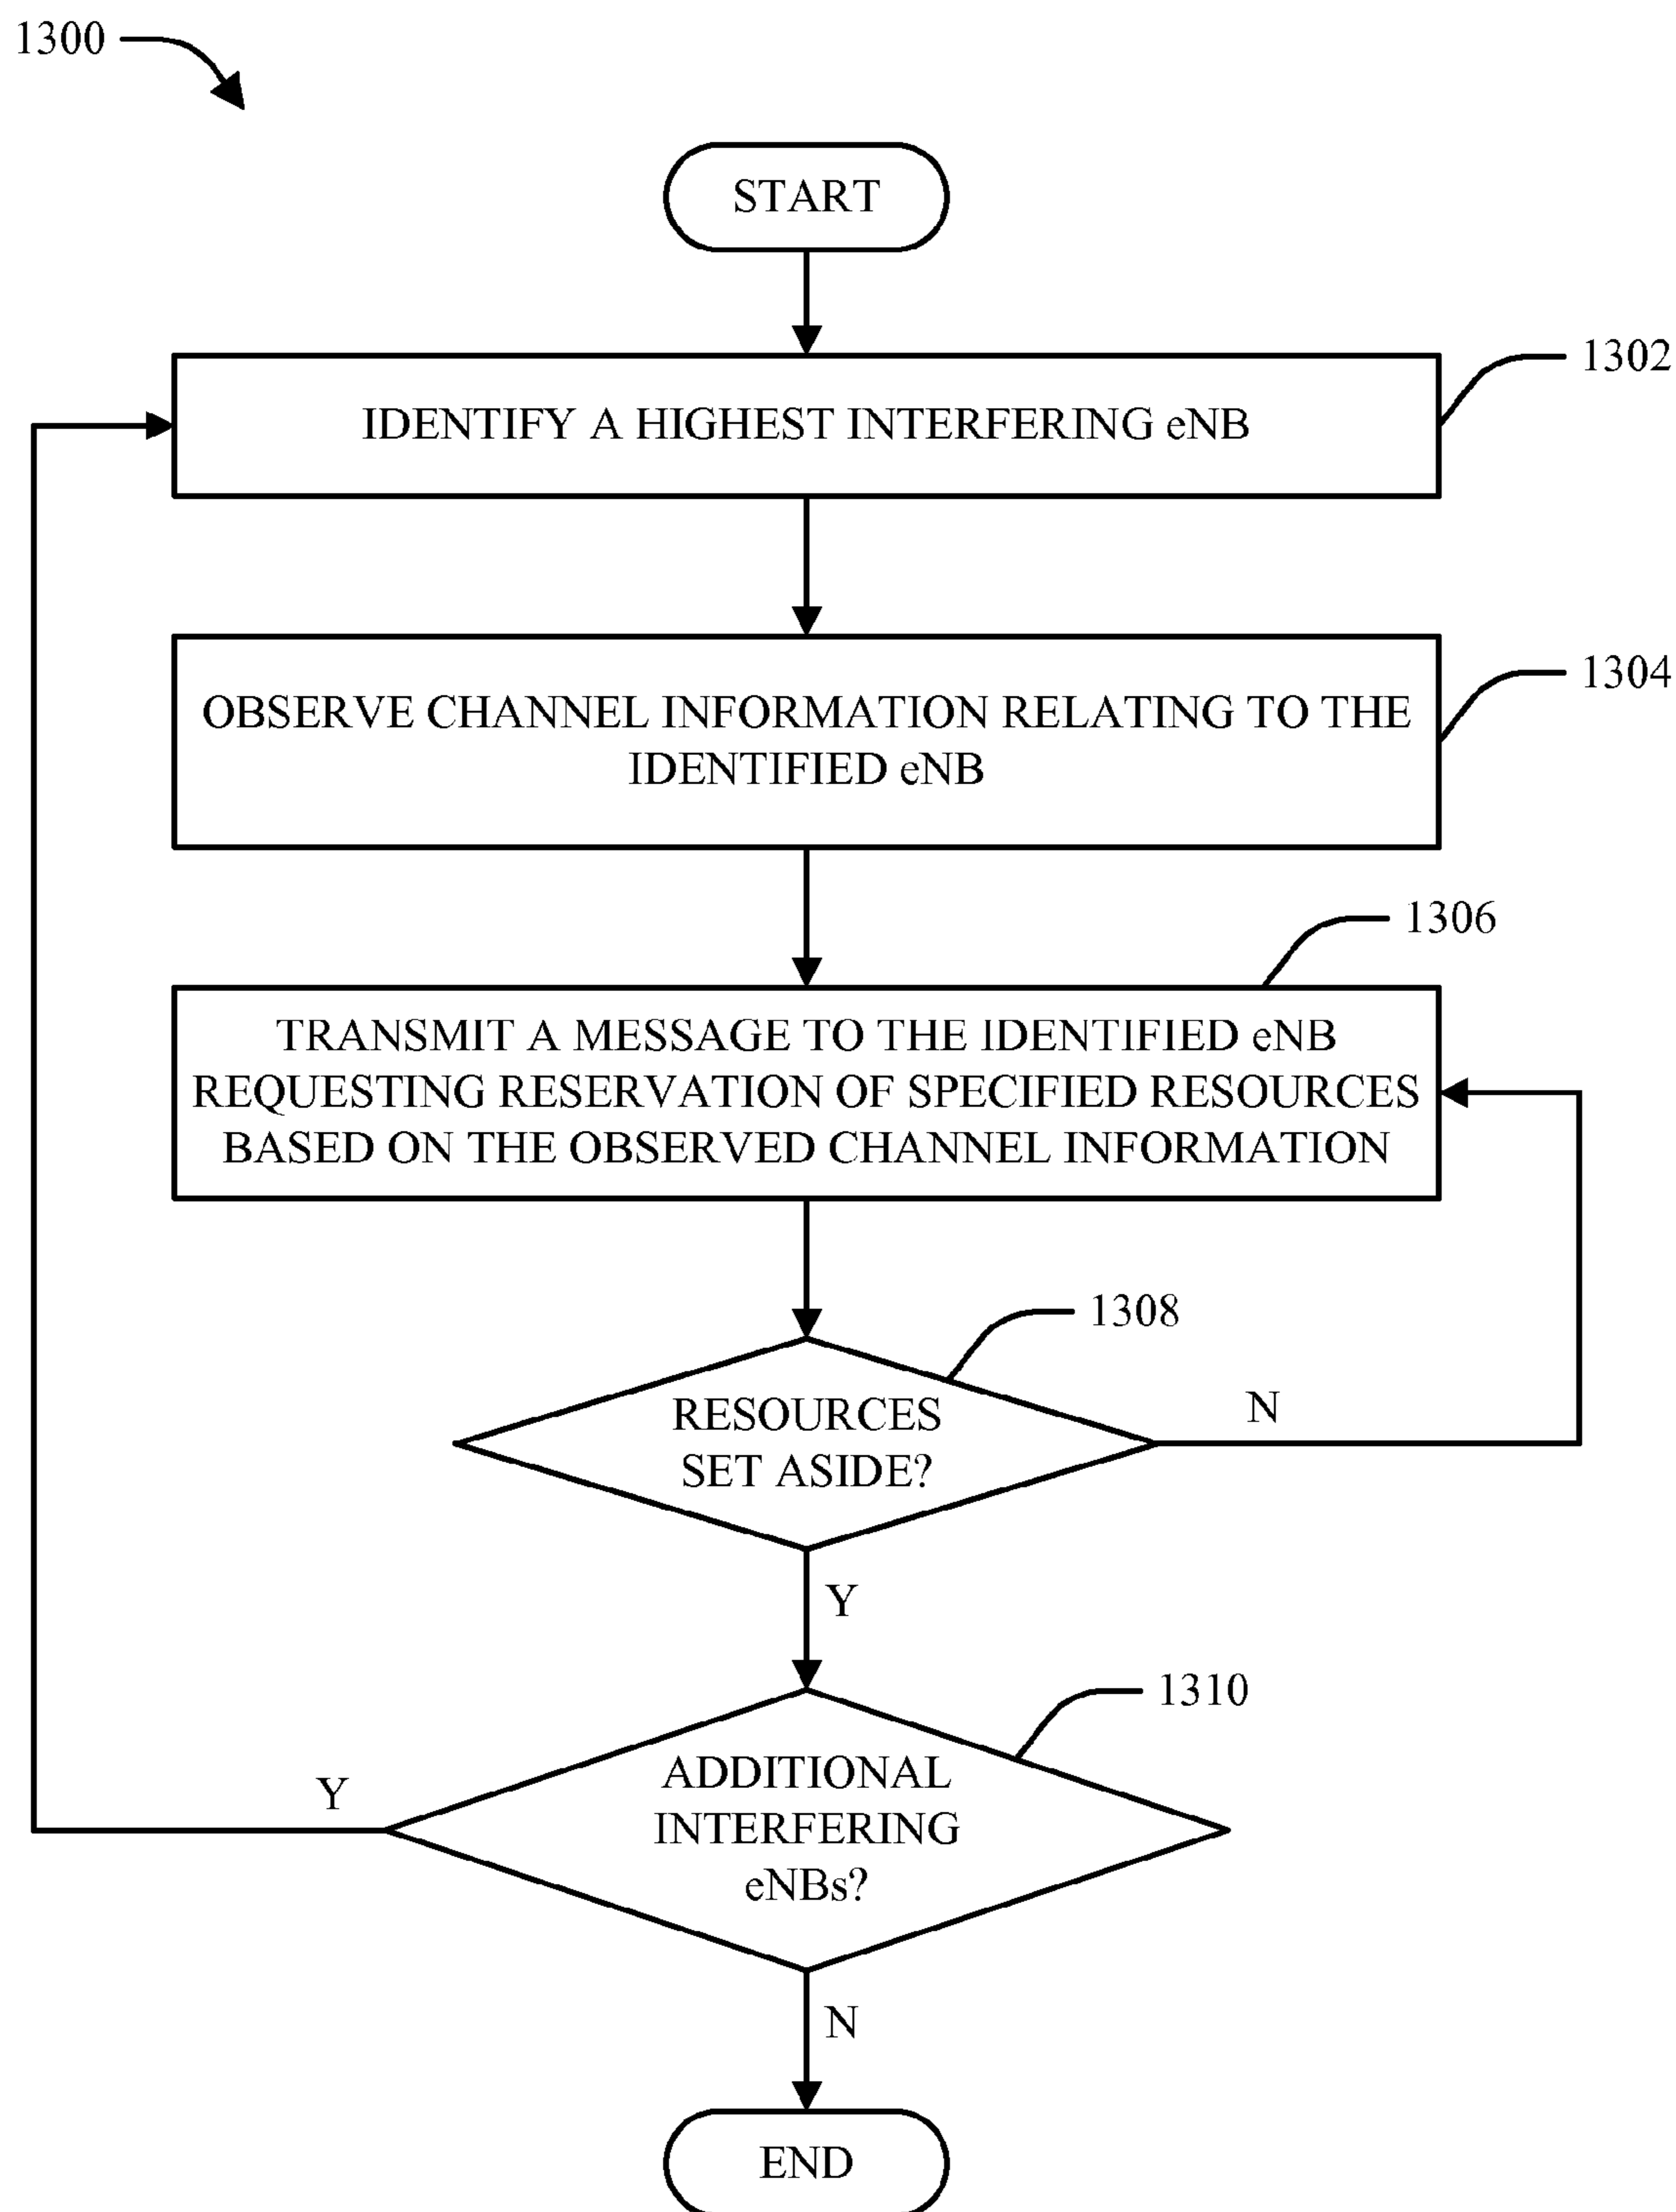 1300
START
1302
IDENTIFY A HIGHEST INTERFERING eNB
1304
OBSERVE CHANNEL INFORMATION RELATING TO THE
IDENTIFIED eNB
1306
TRANSMIT A MESSAGE TO THE IDENTIFIED eNB
REQUESTING RESERVATION OF SPECIFIED RESOURCES
BASED ON THE OBSERVED CHANNEL INFORMATION
1308
RESOURCES
SET ASIDE?
N
Y
1310
ADDITIONAL
INTERFERING
eNBs?
Y
N
END